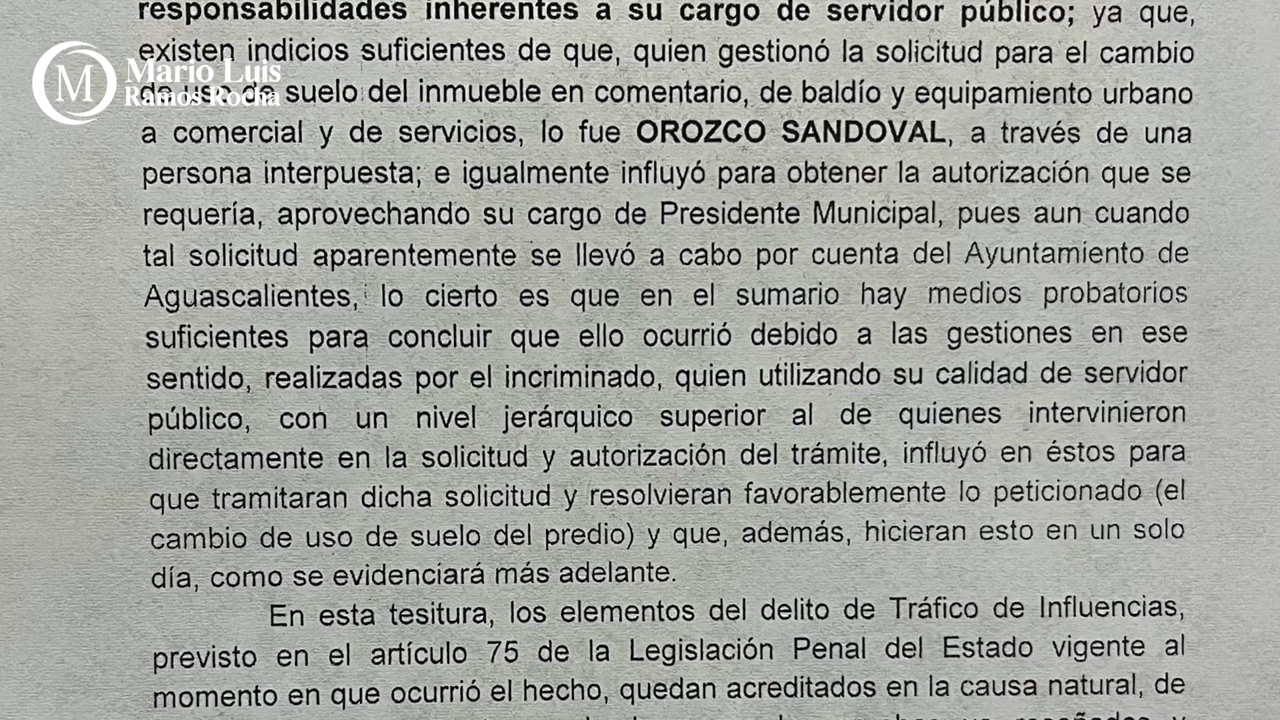 responsabilidades inherentes a su cargo de servidor público; ya que,
existen indicios suficientes de que, quien gestionó la solicitud para el cambio
de uso de suelo del inmueble en comentario, de baldío y equipamiento urbano
a comercial y de servicios, lo fue OROZCO SANDOVAL, a través de una
persona interpuesta; e igualmente influyó para obtener la autorización que se
requería, aprovechando su cargo de Presidente Municipal, pues aun cuando
tal solicitud aparentemente se llevó a cabo por cuenta del Ayuntamiento de
Aguascalientes, lo cierto es que en el sumario hay medios probatorios
suficientes para concluir que ello ocurrió debido a las gestiones en ese
sentido, realizadas por el incriminado, quien utilizando su calidad de servidor
público, con un nivel jerárquico superior al de quienes intervinieron
directamente en la solicitud y autorización del trámite, influyó en éstos para
que tramitaran dicha solicitud y resolvieran favorablemente lo peticionado (el
cambio de uso de suelo del predio) y que, además, hicieran esto en un solo
día, como se evidenciará más adelante.
En esta tesitura, los elementos del delito de Tráfico de Influencias,
previsto en el artículo 75 de la Legislación Penal del Estado vigente al
momento en que ocurrió el hecho, quedan acreditados en la causa natural, de
M
Mario Luis
Ramos Rocha